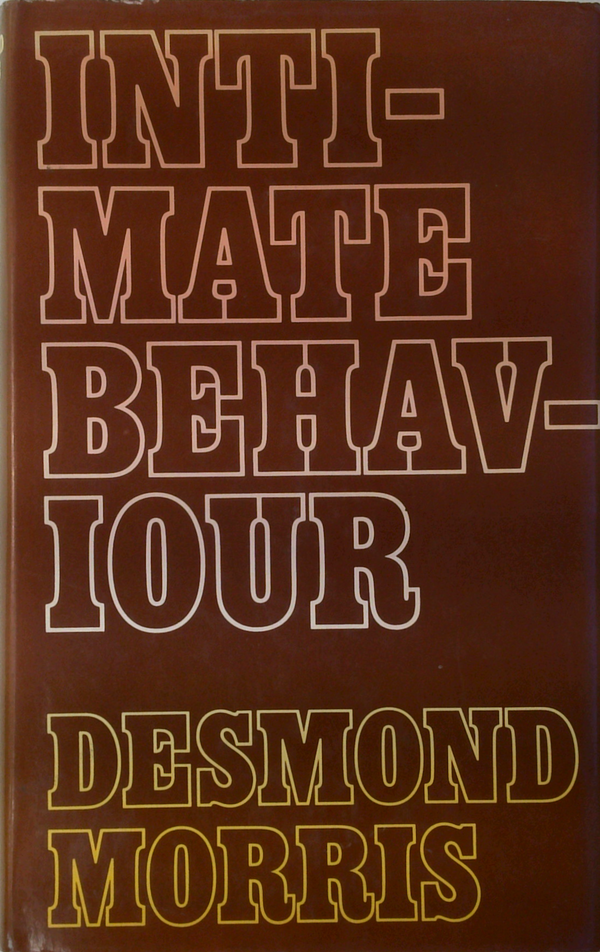 INTI-
MATE
BEHAV-
IOUR
DESMOND
MORRIS